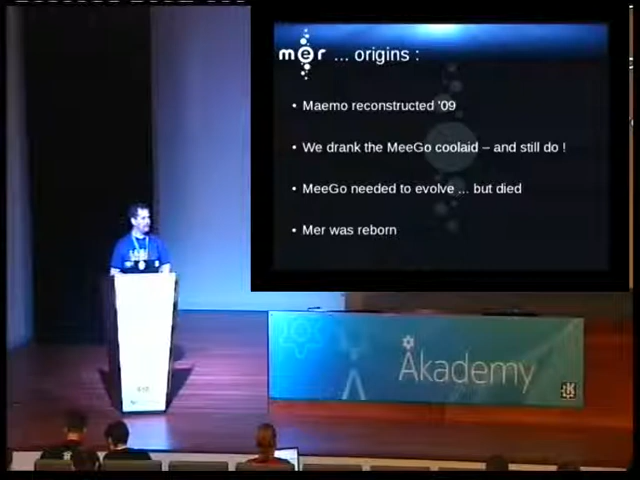 mer ... origins :
• Maemo reconstructed '09
• We drank the MeeGo coolaid – and still do !
• MeeGo needed to evolve ... but died
• Mer was reborn
Akademy